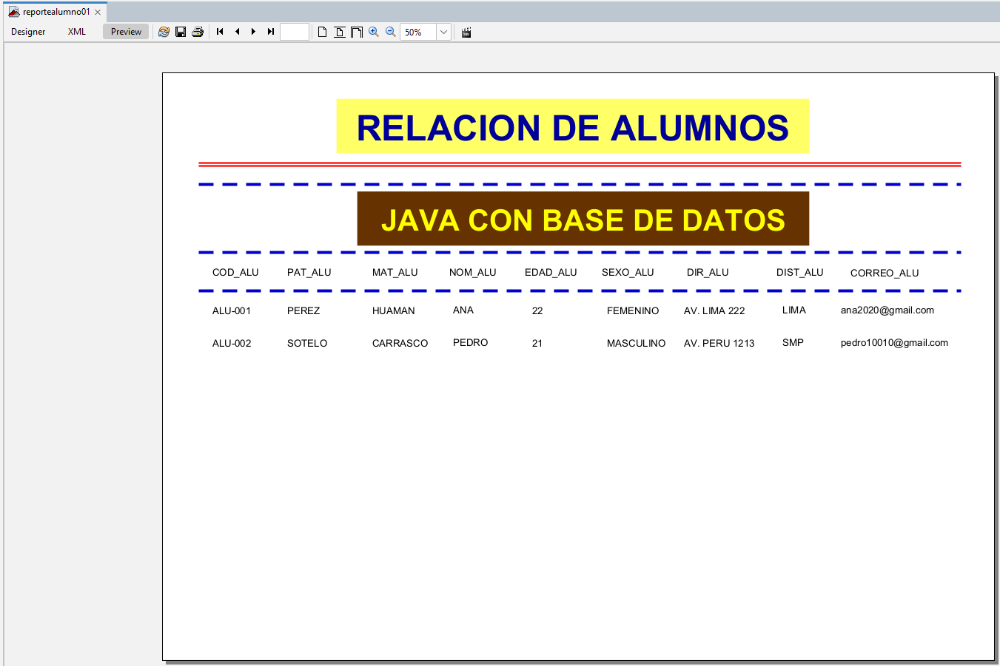 reportealumno01
Designer XML Preview 50%
RELACION DE ALUMNOS
JAVA CON BASE DE DATOS
COD_ALU PAT_ALU MAT_ALU NOM_ALU EDAD_ALU SEXO_ALU DIR_ALU DIST_ALU CORREO_ALU
ALU-001 PEREZ HUAMAN ANA 22 FEMENINO AV. LIMA 222 LIMA ana2020@gmail.com
ALU-002 SOTELO CARRASCO PEDRO 21 MASCULINO AV. PERU 1213 SMP pedro10010@gmail.com